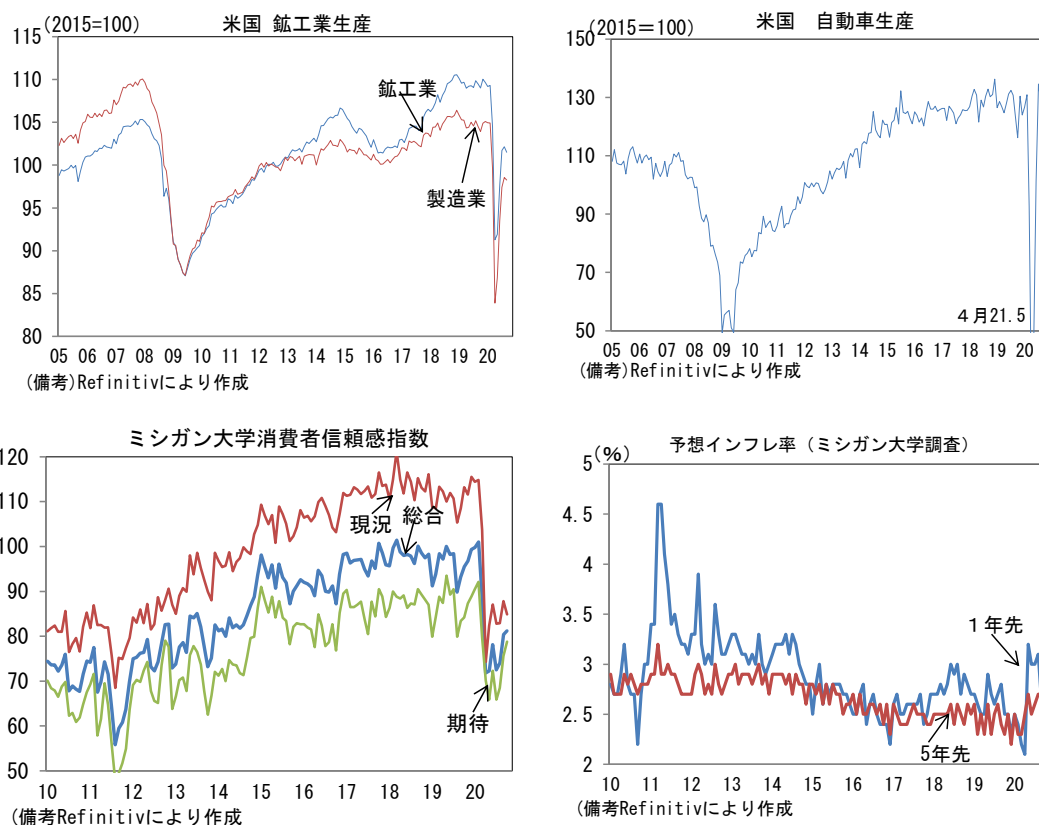 (2015=100) 米国 鉱工業生産
115
110
105
100
95
90
85
80
鉱工業
製造業
05 06 07 08 09 10 11 12 13 14 15 16 17 18 19 20
(備考)Refinitivにより作成
米国 自動車生産
(2015＝100)
150
130
110
90
70
50
４月21.5
05 06 07 08 09 10 11 12 13 14 15 16 17 18 19 20
(備考)Refinitivにより作成
ミシガン大学消費者信頼感指数
120
110
100
90
80
70
60
50
現況
総合
期待
10 11 12 13 14 15 16 17 18 19 20
(備考Refinitivにより作成
予想インフレ率（ミシガン大学調査）
(%)
5
4.5
4
3.5
3
2.5
2
１年先
5年先
10 11 12 13 14 15 16 17 18 19 20
(備考Refinitivにより作成